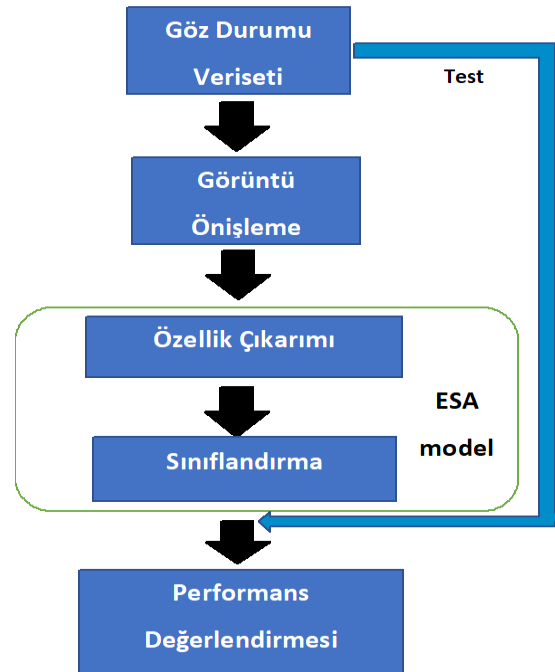 Göz Durumu
Veriseti
Test
Görüntü
Önişleme
Özellik Çıkarımı
ESA
model
Sınıflandırma
Performans
Değerlendirmesi